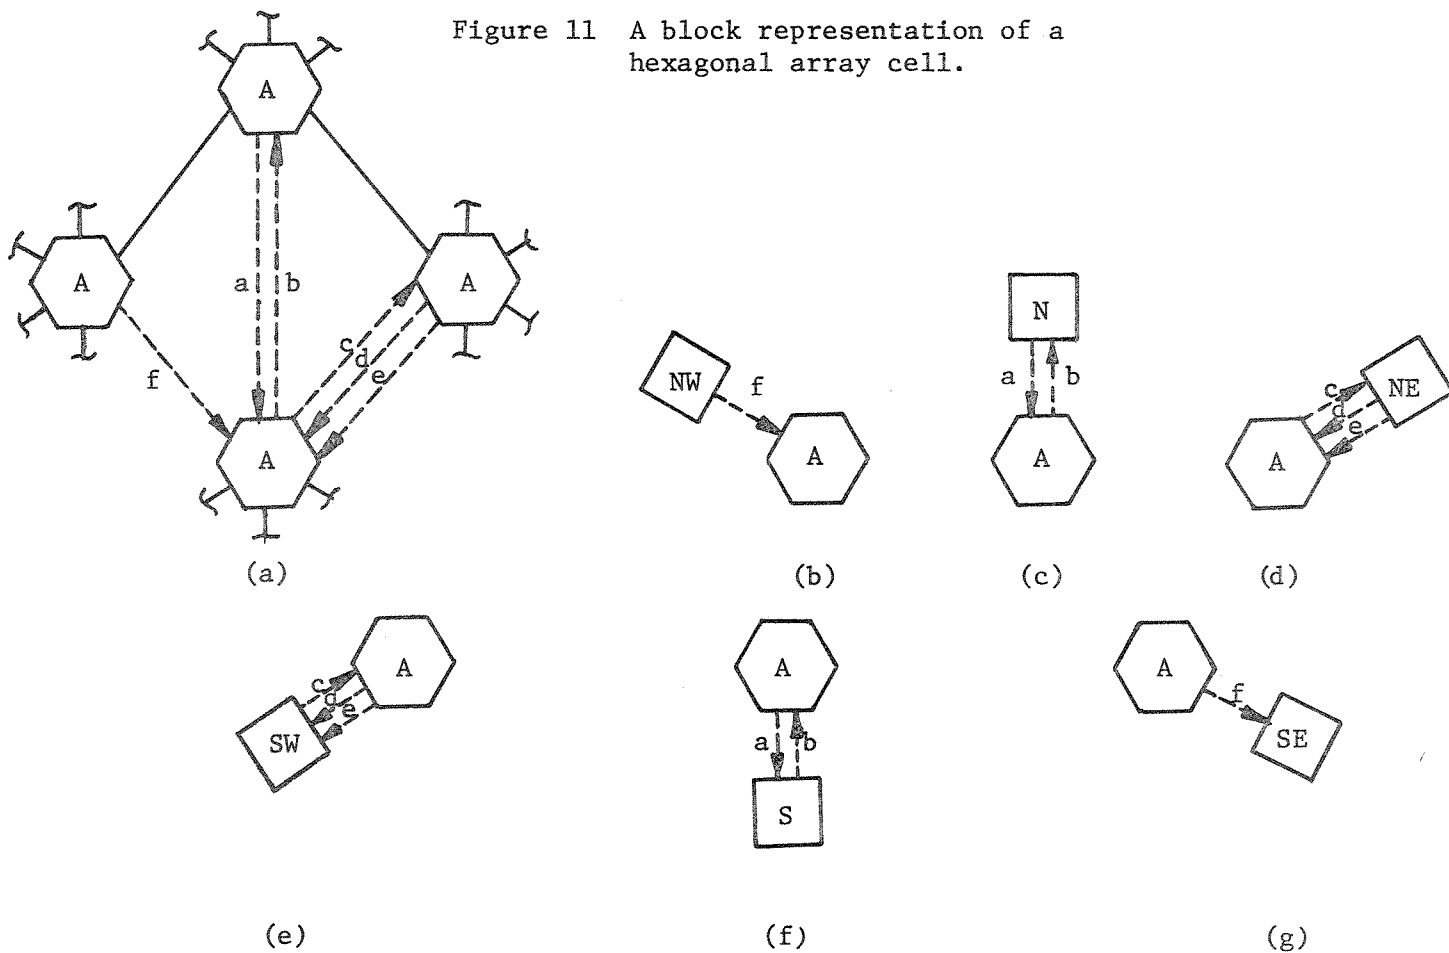 Figure 11 A block representation of a
hexagonal array cell.
A
A
A
a
b
c
d
e
f
A
(a)
NW
f
A
(b)
N
a
b
A
(c)
NE
c
d
e
A
(d)
A
c
d
e
SW
(e)
A
a
b
S
(f)
A
f
SE
(g)